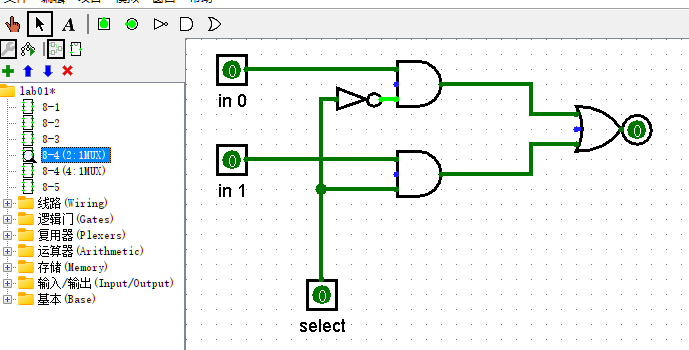 A
lab01*
8-1
8-2
8-3
8-4(2:1MUX)
8-4(4:1MUX)
8-5
线路(Wiring)
逻辑门(Gates)
复用器(Plexers)
运算器(Arithmetic)
存储(Memory)
输入/输出(Input/Output)
基本(Base)
0
in 0
0
0
in 1
0
select